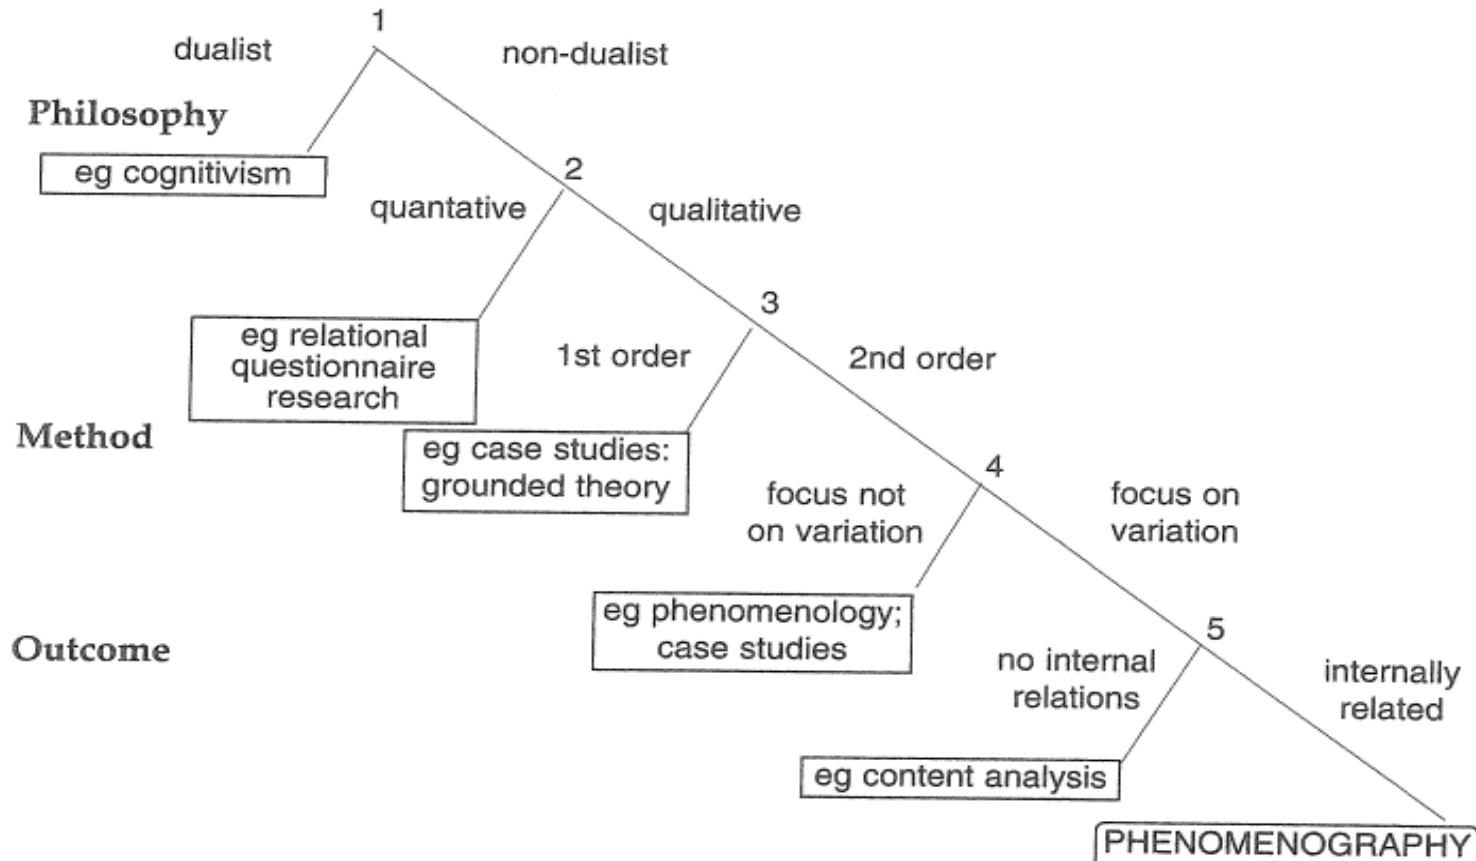 1
dualist
non-dualist
Philosophy
eg cognitivism
2
quantative
qualitative
3
eg relational
questionnaire
research
1st order
2nd order
Method
eg case studies:
grounded theory
4
focus not
on variation
focus on
variation
eg phenomenology;
case studies
Outcome
5
no internal
relations
internally
related
eg content analysis
PHENOMENOGRAPHY